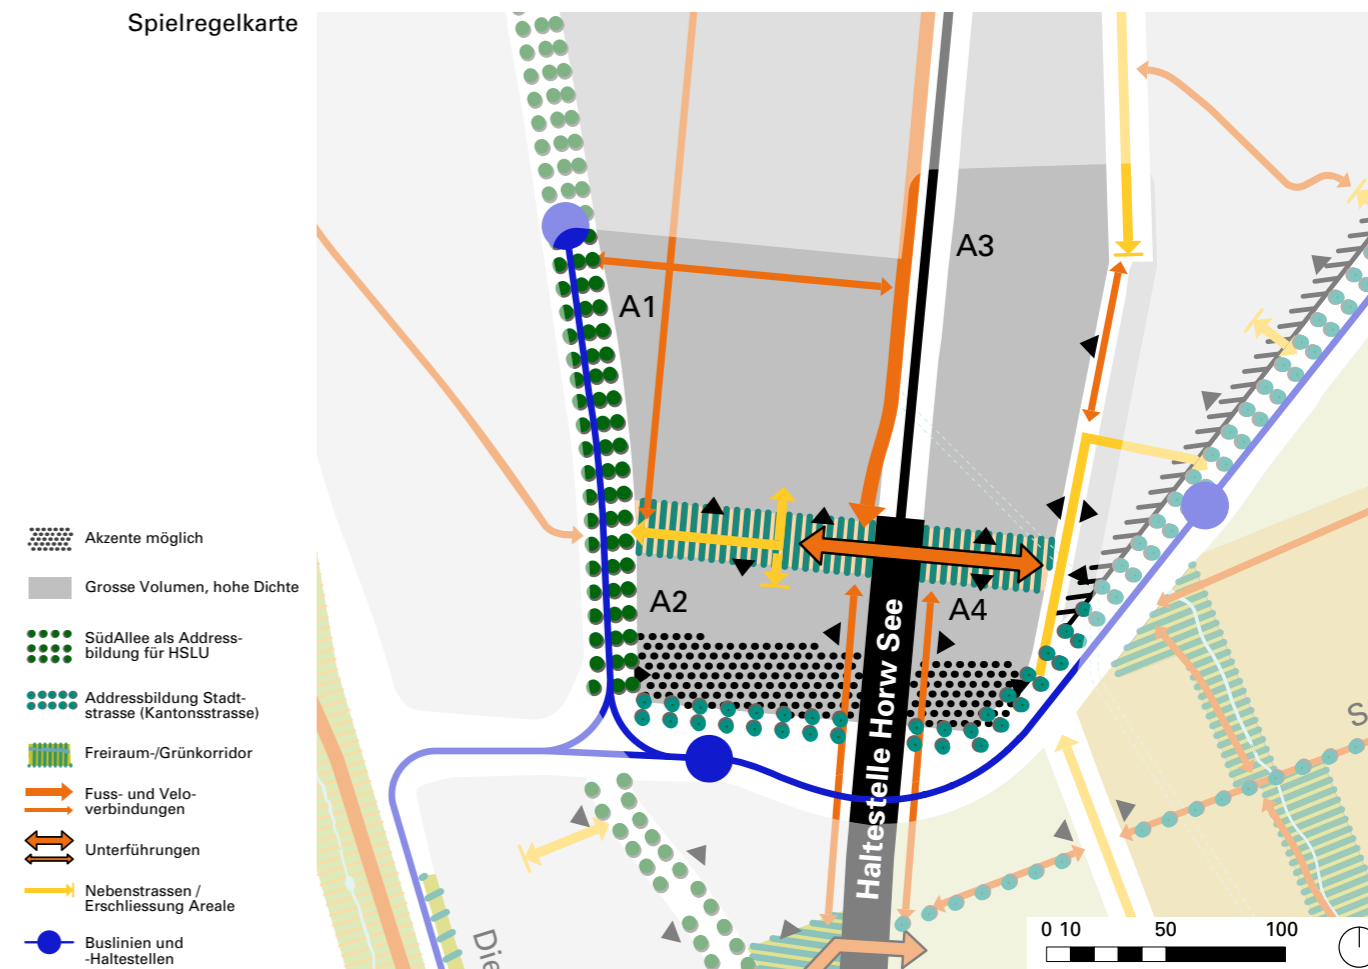 Spielregelkarte
A3
A1
A2
A4
Haltestelle Horw See
Akzente möglich
Grosse Volumen, hohe Dichte
SüdAllee als Address-
bildung für HSLU
Addressbildung Stadt-
strasse (Kantonsstrasse)
Freiraum-/Grünkorridor
Fuss- und Velo-
verbindungen
Unterführungen
Nebenstrassen /
Erschliessung Areale
Buslinien und
-Haltestellen
Die
S
0 10 50 100